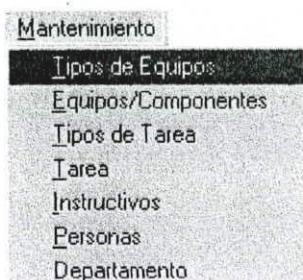 Mantenimiento
Tipos de Equipos
Equipos/Componentes
Tipos de Tarea
Tarea
Instructivos
Personas
Departamento